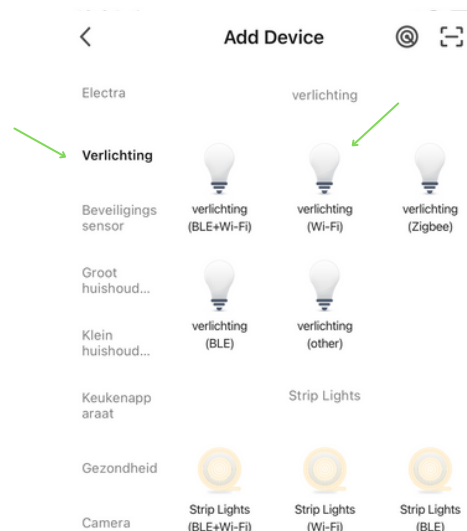 Add Device
Electra
verlichting
Verlichting
verlichting
(BLE+Wi-Fi)
verlichting
(Wi-Fi)
verlichting
(Zigbee)
Beveiligings
sensor
Groot
huishoud...
verlichting
(BLE)
verlichting
(other)
Klein
huishoud...
Keukenapp
araat
Strip Lights
Gezondheid
Camera
Strip Lights
(BLE+Wi-Fi)
Strip Lights
(Wi-Fi)
Strip Lights
(BLE)